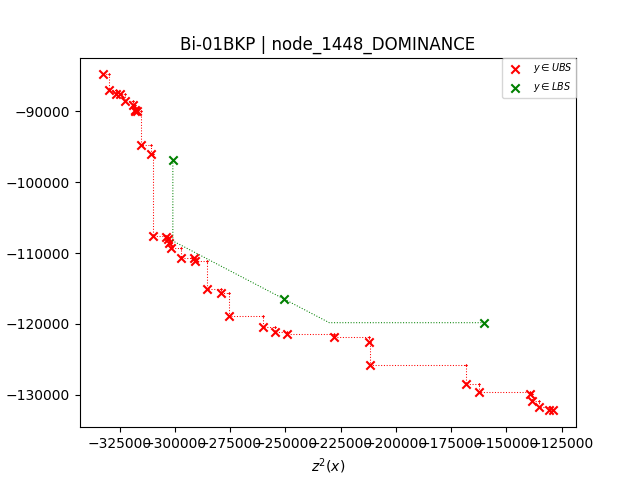 Bi-01BKP | node_1448_DOMINANCE
y ∈ UBS
y ∈ LBS
−90000
−100000
−110000
−120000
−130000
−325000−300000−275000−250000−225000−200000−175000−150000−125000
z²(x)